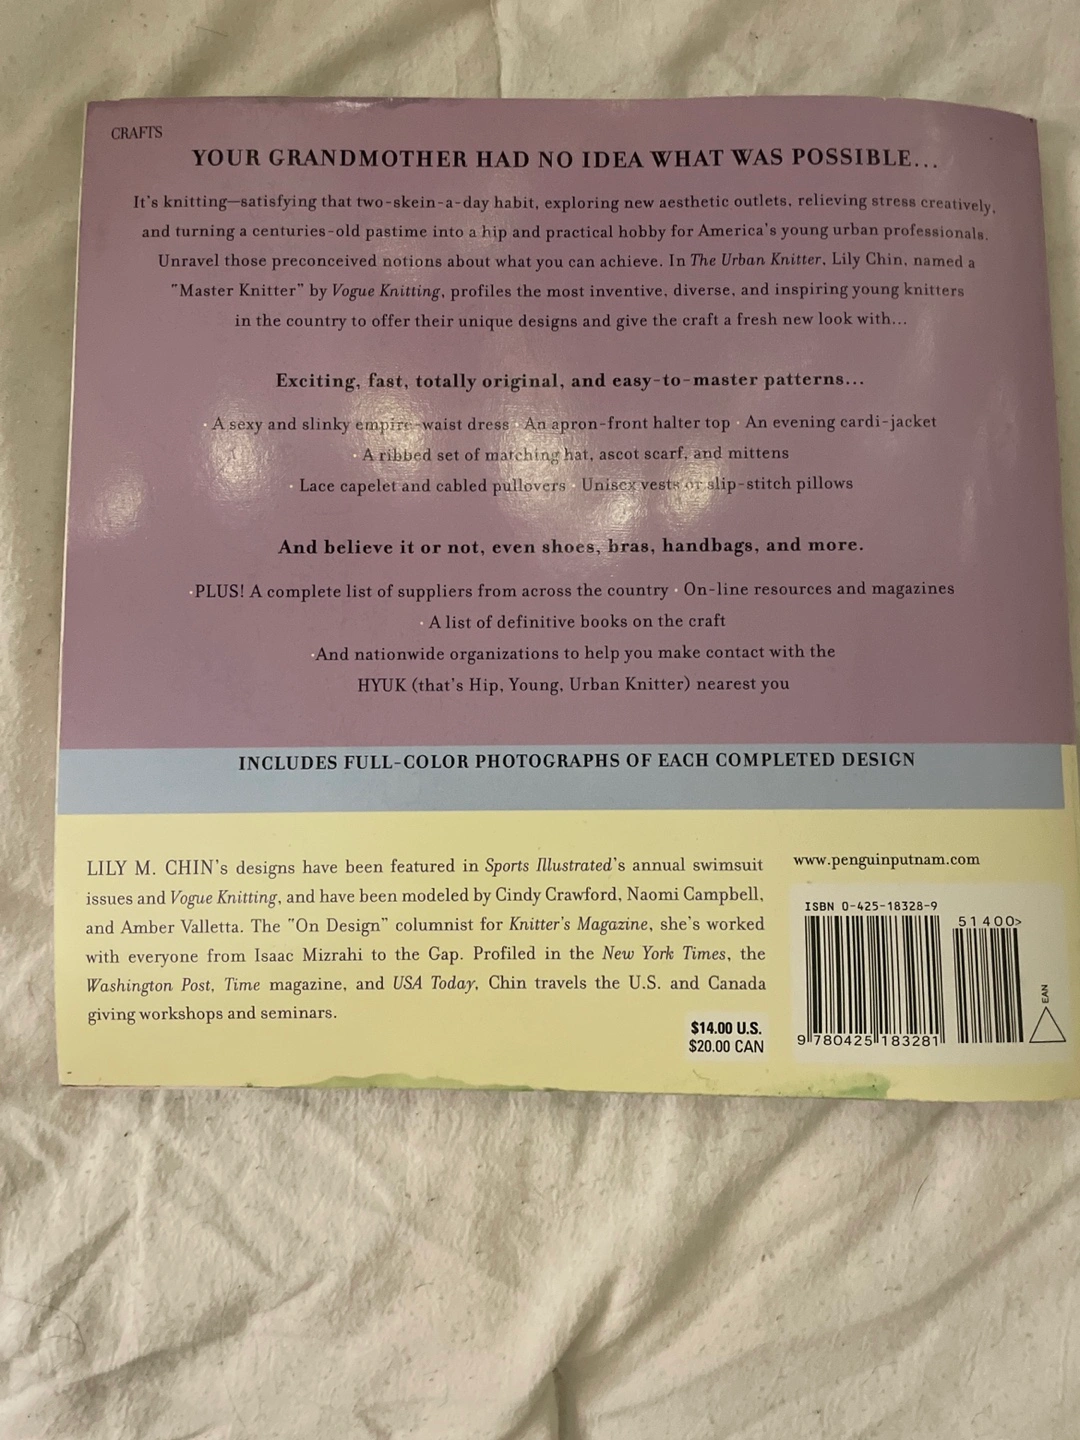 CRAFTS
YOUR GRANDMOTHER HAD NO IDEA WHAT WAS POSSIBLE...
It's knitting—satisfying that two-skein-a-day habit, exploring new aesthetic outlets, relieving stress creatively,
and turning a centuries-old pastime into a hip and practical hobby for America's young urban professionals.
Unravel those preconceived notions about what you can achieve. In The Urban Knitter, Lily Chin, named a
"Master Knitter" by Vogue Knitting, profiles the most inventive, diverse, and inspiring young knitters
in the country to offer their unique designs and give the craft a fresh new look with...
Exciting, fast, totally original, and easy-to-master patterns...
· A sexy and slinky empire-waist dress · An apron-front halter top · An evening cardi-jacket
· A ribbed set of matching hat, ascot scarf, and mittens
· Lace capelet and cabled pullovers · Unisex vests or slip-stitch pillows
And believe it or not, even shoes, bras, handbags, and more.
·PLUS! A complete list of suppliers from across the country · On-line resources and magazines
· A list of definitive books on the craft
·And nationwide organizations to help you make contact with the
HYUK (that's Hip, Young, Urban Knitter) nearest you
INCLUDES FULL-COLOR PHOTOGRAPHS OF EACH COMPLETED DESIGN
LILY M. CHIN's designs have been featured in Sports Illustrated's annual swimsuit
issues and Vogue Knitting, and have been modeled by Cindy Crawford, Naomi Campbell,
and Amber Valletta. The "On Design" columnist for Knitter's Magazine, she's worked
with everyone from Isaac Mizrahi to the Gap. Profiled in the New York Times, the
Washington Post, Time magazine, and USA Today, Chin travels the U.S. and Canada
giving workshops and seminars.
$14.00 U.S.
$20.00 CAN
www.penguinputnam.com
ISBN 0-425-18328-9
51400>
9 780425 183281
EAN